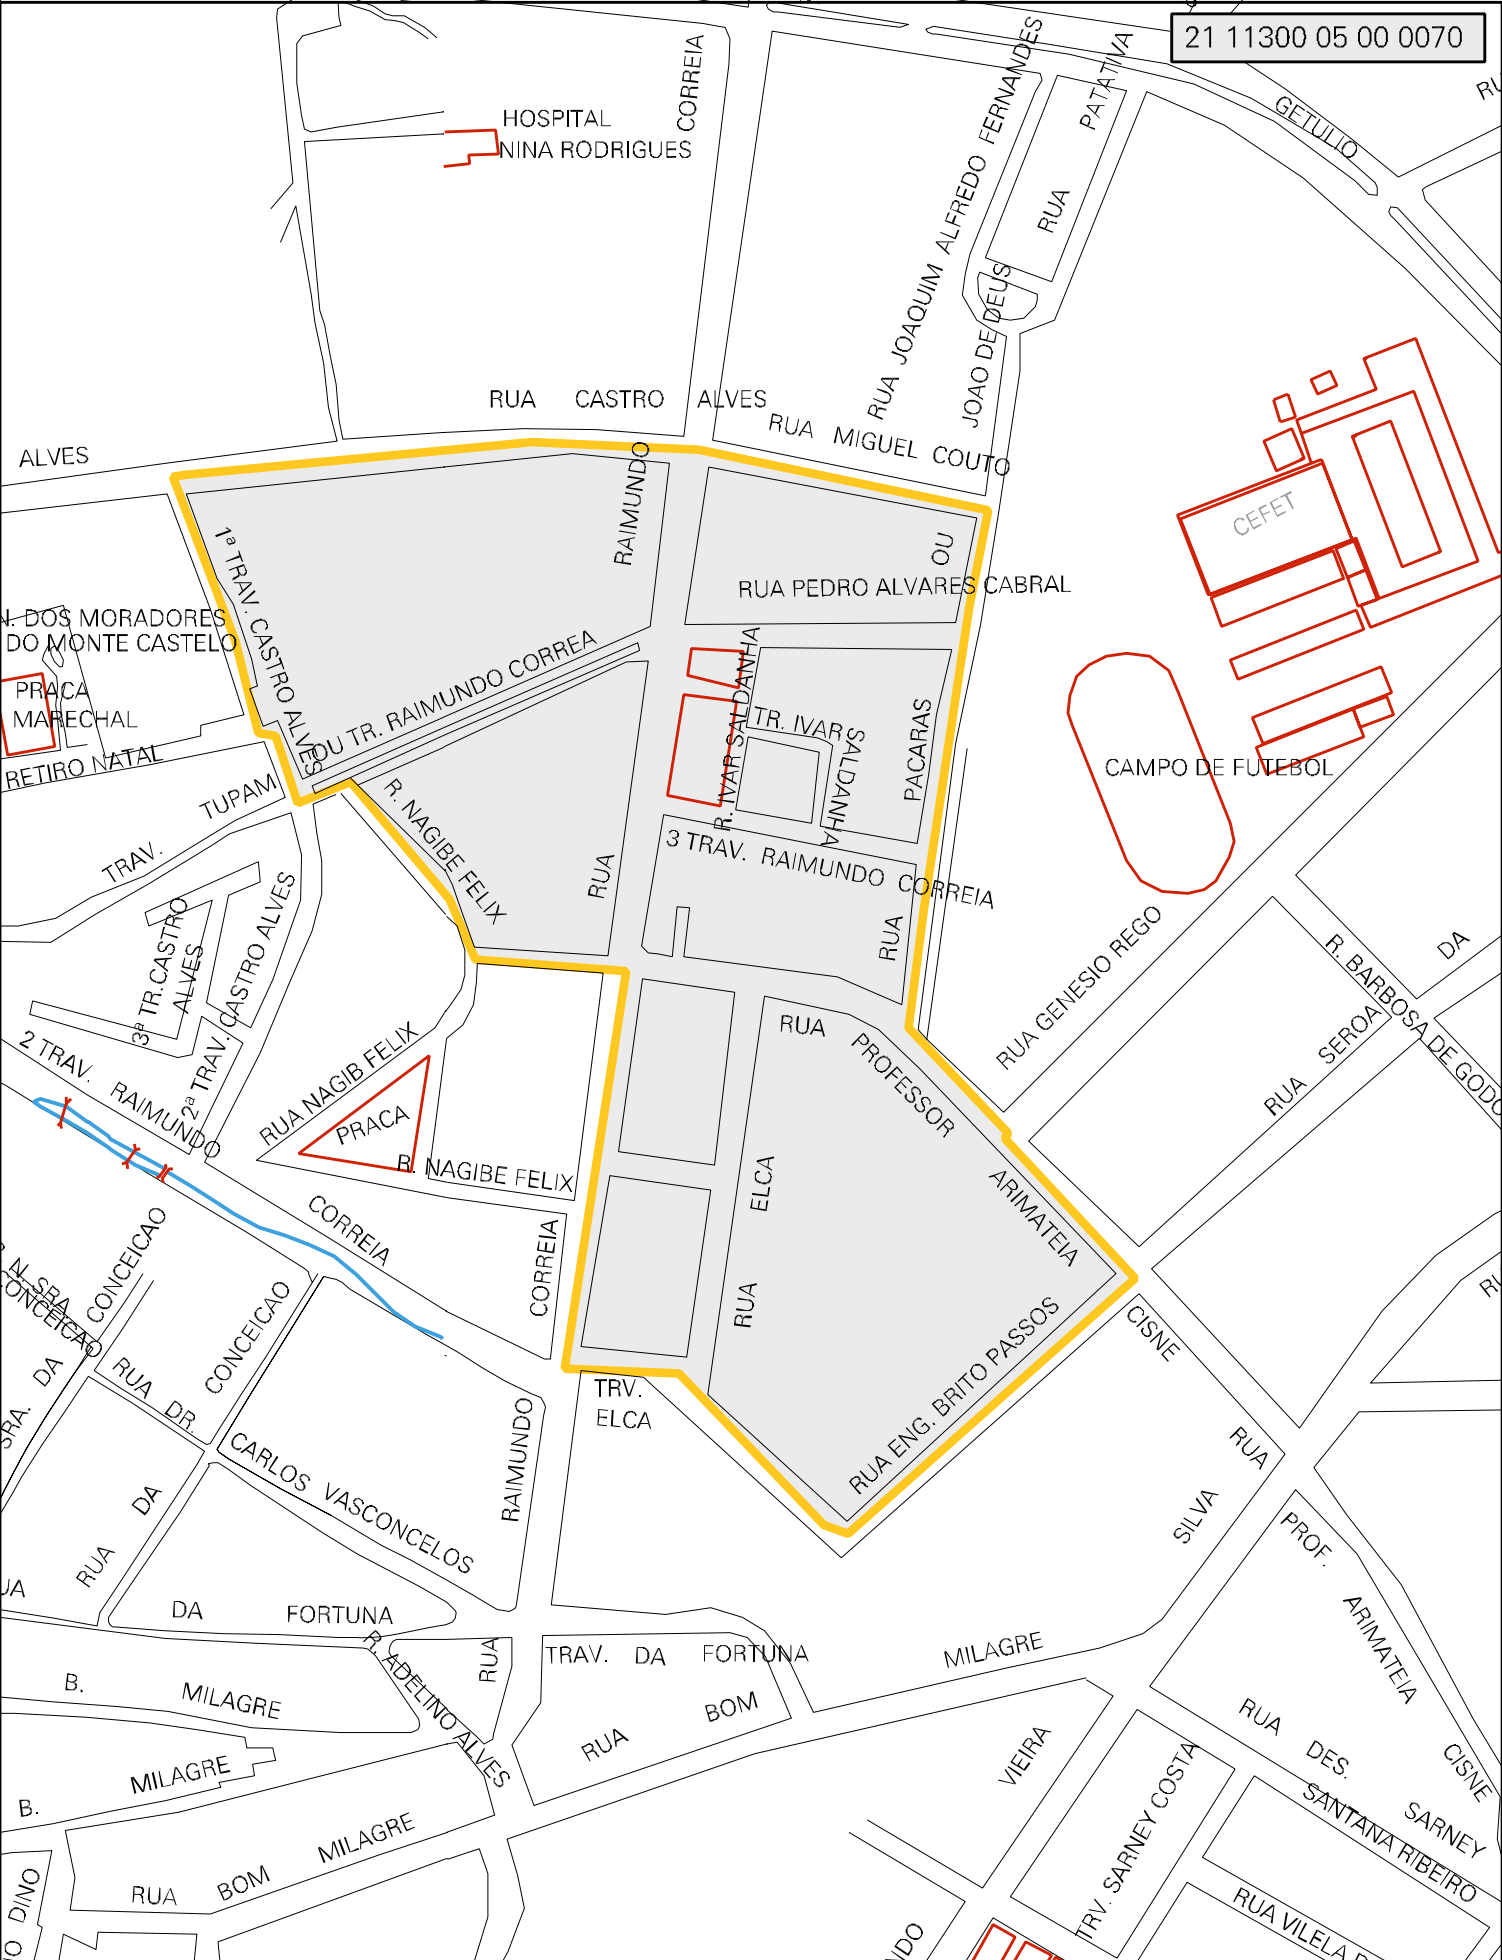 21 11300 05 00 0070
GETULIO
HOSPITAL
NINA RODRIGUES
CORREIA
RUA JOAQUIM ALFREDO FERNANDES
PATATIVA
RUA
JOAO DE DEUS
RUA CASTRO ALVES
RUA MIGUEL COUTO
ALVES
RAIMUNDO
OU
CEFET
1ª TRAV. CASTRO ALVES
RUA PEDRO ALVARES CABRAL
DOS MORADORES
DO MONTE CASTELO
PRACA
MARECHAL
RETIRO NATAL
OU TR. RAIMUNDO CORREA
R. IVAR SALDANHA
TR. IVAR
SALDANHA
PACARAS
CAMPO DE FUTEBOL
TUPAM
TRAV.
R. NAGIBE FELIX
3 TRAV. RAIMUNDO CORREIA
RUA
RUA
3ª TR.CASTRO
ALVES
2ª TRAV. CASTRO ALVES
RUA GENESIO REGO
R. BARBOSA DE GODO
DA
SEROA
RUA
2 TRAV. RAIMUNDO
CORREIA
RUA NAGIB FELIX
PRACA
R. NAGIBE FELIX
RUA PROFESSOR
ARIMATEIA
ELCA
RUA
CORREIA
N. SRA.
CONCEICAO
CONCEICAO
CONCEICAO
DA
SRA.
RUA DR.
CARLOS VASCONCELOS
DA
RUA
TRV.
ELCA
RUA ENG. BRITO PASSOS
CISNE
RUA
RAIMUNDO
RUA
SILVA
PROF.
ARIMATEIA
CISNE
DA FORTUNA
R. ADELINO ALVES
TRAV. DA FORTUNA
MILAGRE
B. MILAGRE
RUA BOM
VIEIRA
RUA DES. SARNEY
B. MILAGRE
TRV. SARNEY COSTA
SANTANA RIBEIRO
RUA VILELA
RUA BOM MILAGRE
DINO